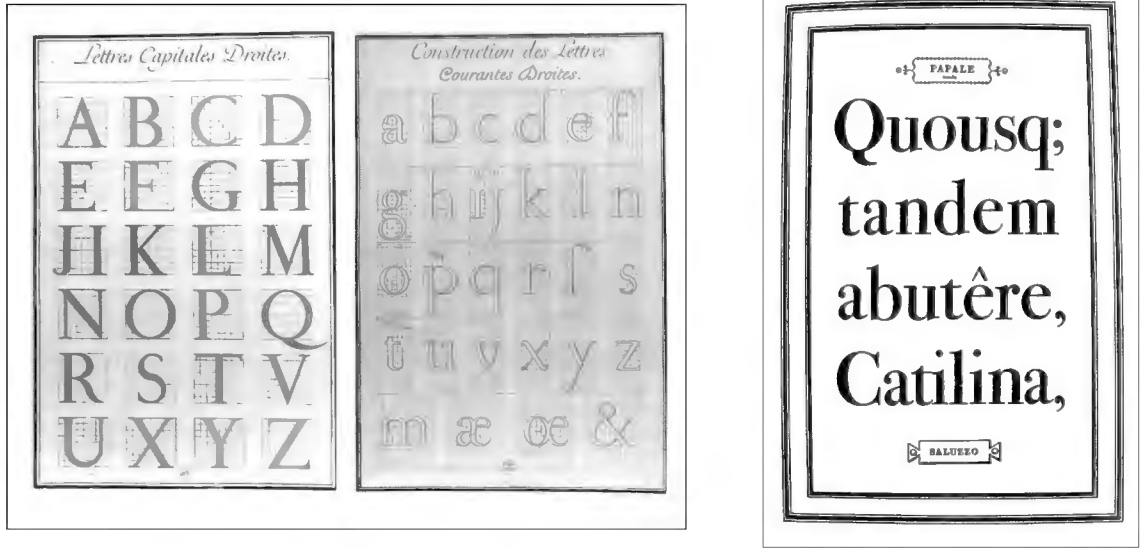 Lettres Capitales Droites.
A B C D
E F G H
J I K L M
N O P Q
R S T V
U X Y Z
Construction des Lettres
Courantes Droites.
a b c d e f
g h i j k l n
o p q r ſ s
t u v x y z
m æ œ &
PAPALE
Quousq;
tandem
abutêre,
Catilina,
SALUZZO